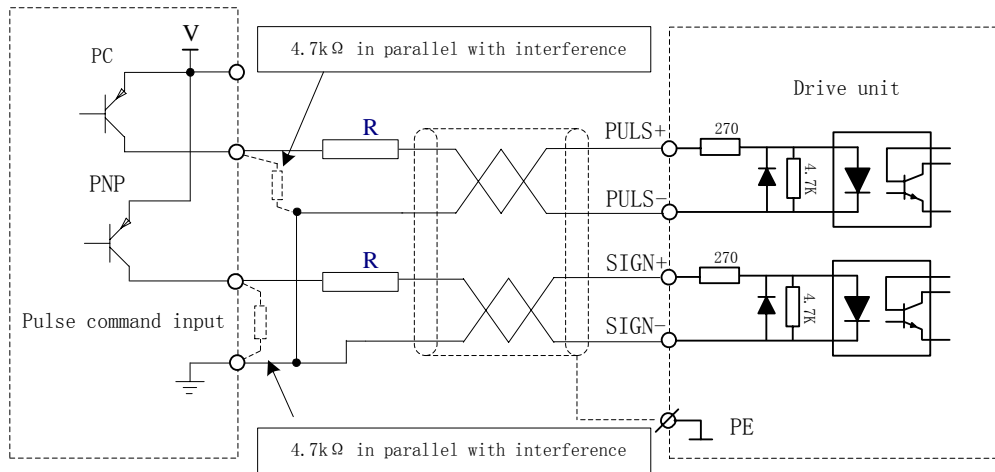 V
4.7kΩ in parallel with interference
PC
Drive unit
R
PULS+
270
4.7K
PNP
PULS-
R
SIGN+
270
4.7K
SIGN-
Pulse command input
PE
4.7kΩ in parallel with interference